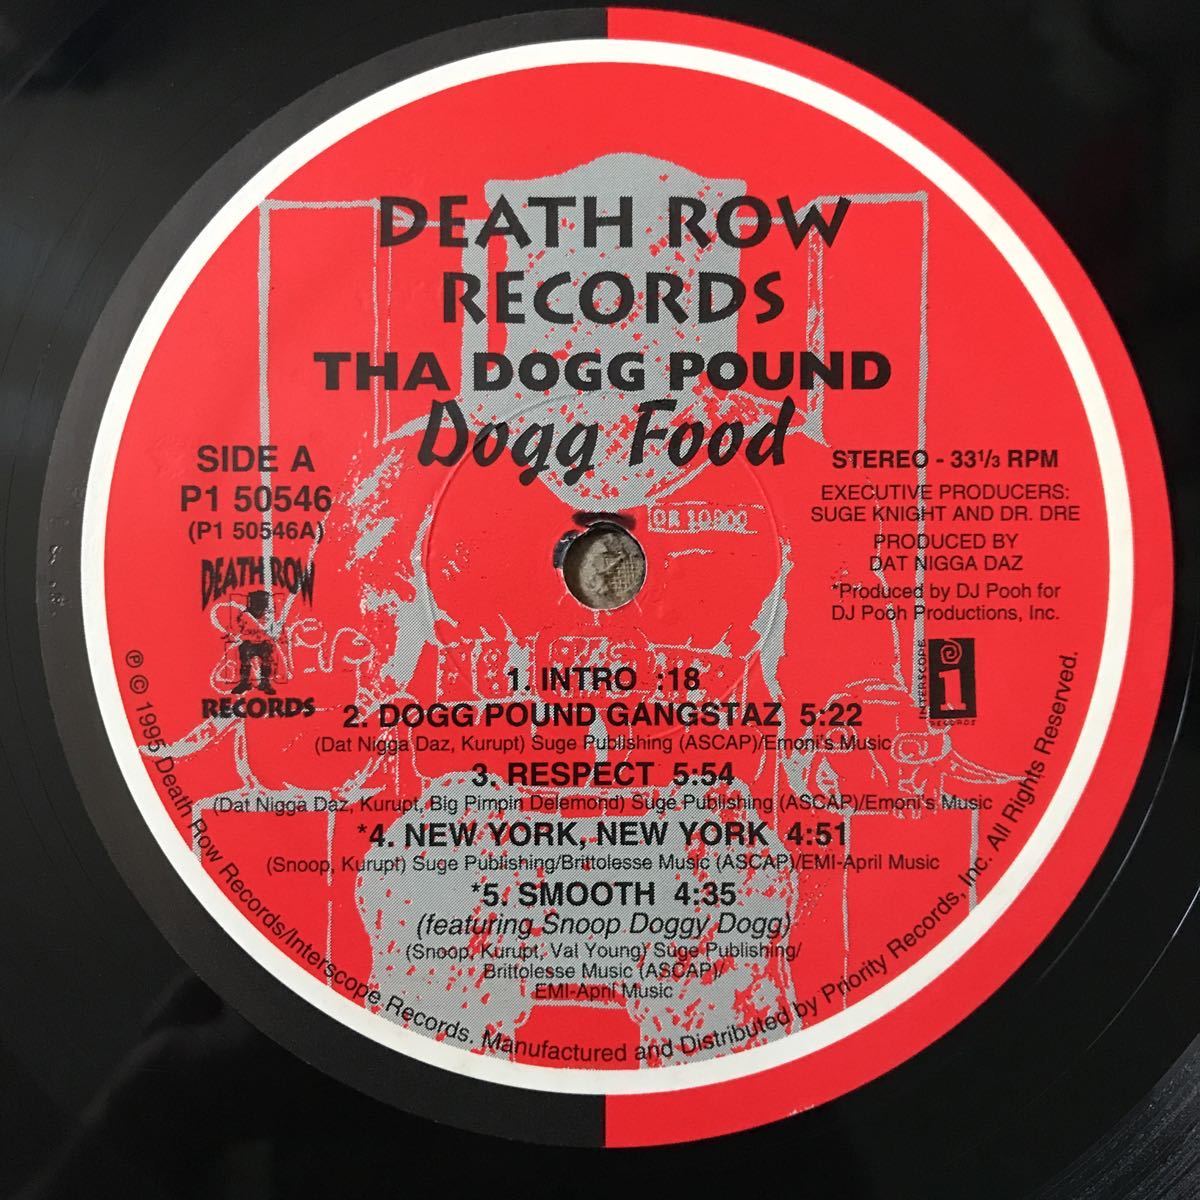 DEATH ROW
RECORDS
THA DOGG POUND
Dogg Food
SIDE A
P1 50546
(P1 50546A)
DEATH ROW
RECORDS
STEREO - 33 1/3 RPM
EXECUTIVE PRODUCERS:
SUGE KNIGHT AND DR. DRE
PRODUCED BY
DAT NIGGA DAZ
*Produced by DJ Pooh for
DJ Pooh Productions, Inc.
INTERSCOPE
i
RECORDS
DR 10900
1. INTRO :18
2. DOGG POUND GANGSTAZ 5:22
(Dat Nigga Daz, Kurupt) Suge Publishing (ASCAP)/Emoni's Music
3. RESPECT 5:54
(Dat Nigga Daz, Kurupt, Big Pimpin Delemond) Suge Publishing (ASCAP)/Emoni's Music
*4. NEW YORK, NEW YORK 4:51
(Snoop, Kurupt) Suge Publishing/Brittolesse Music (ASCAP)/EMI-April Music
*5. SMOOTH 4:35
(featuring Snoop Doggy Dogg)
(Snoop, Kurupt, Val Young) Suge Publishing/
Brittolesse Music (ASCAP)/
EMI-April Music
℗ © 1995 Death Row Records/Interscope Records. Manufactured and Distributed by Priority Records, Inc. All Rights Reserved.